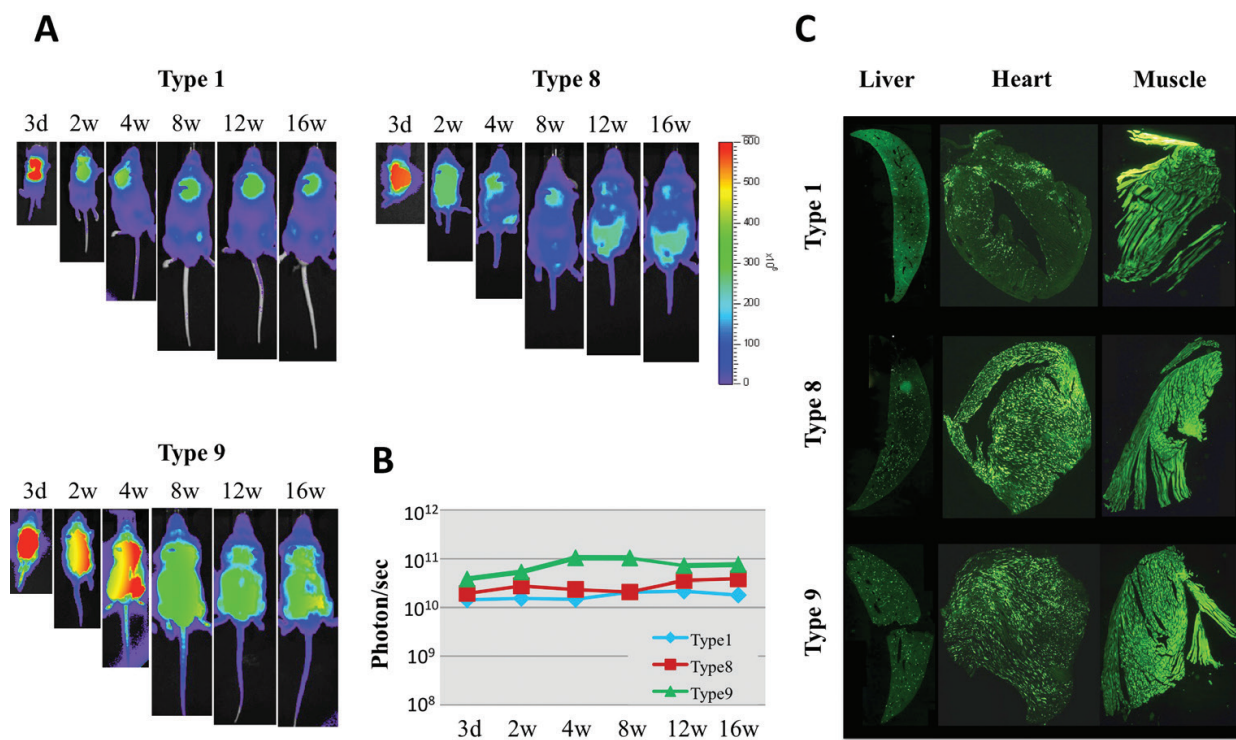 A
Type 1
3d 2w 4w 8w 12w 16w
Type 8
3d 2w 4w 8w 12w 16w
600
500
400
300
200
100
0
x10⁶
Type 9
3d 2w 4w 8w 12w 16w
B
Photon/sec
10¹²
10¹¹
10¹⁰
10⁹
10⁸
Type1
Type8
Type9
3d 2w 4w 8w 12w 16w
C
Liver Heart Muscle
Type 1
Type 8
Type 9